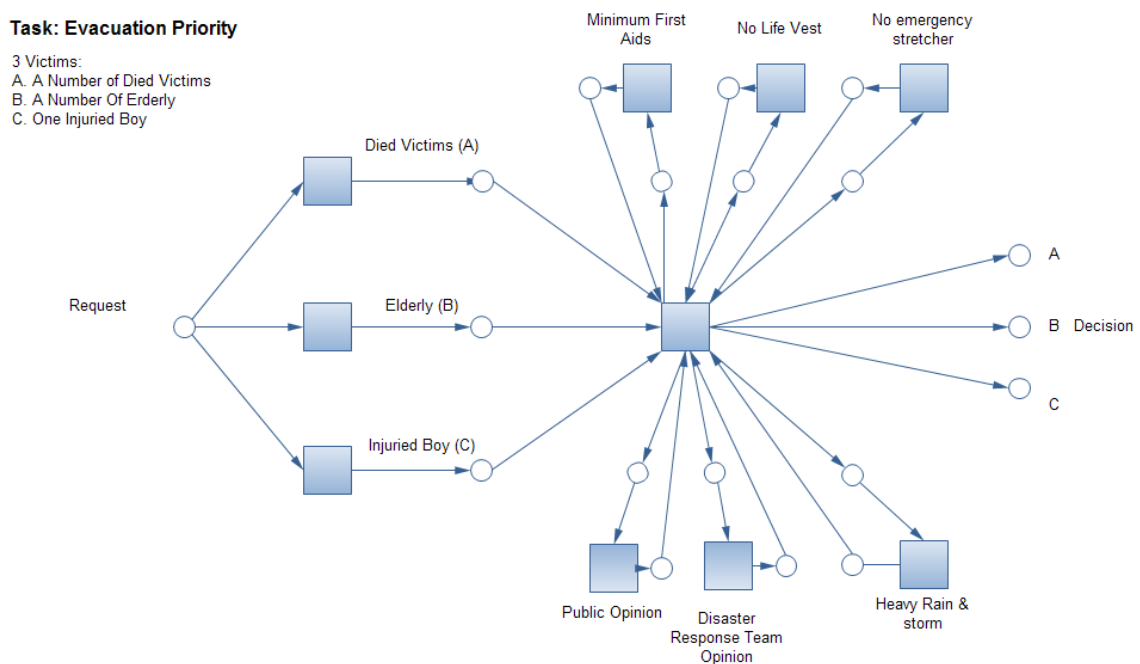 Task: Evacuation Priority
3 Victims:
A. A Number of Died Victims
B. A Number Of Erderly
C. One Injuried Boy
Minimum First
Aids
No Life Vest
No emergency
stretcher
Died Victims (A)
Request
Elderly (B)
Injuried Boy (C)
A
B Decision
C
Public Opinion
Disaster
Response Team
Opinion
Heavy Rain &
storm